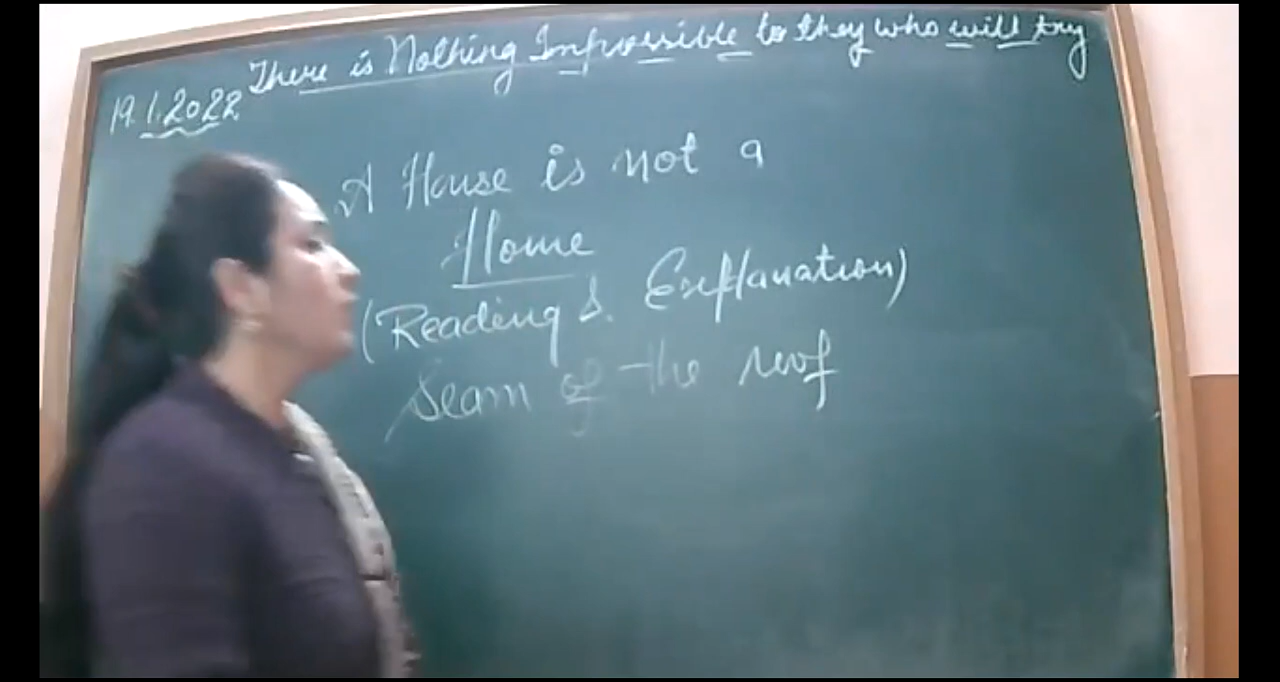 There is Nothing Impossible to they who will try
19.1.2022
A House is not a
Home
(Reading & Explanation)
Seam of the roof